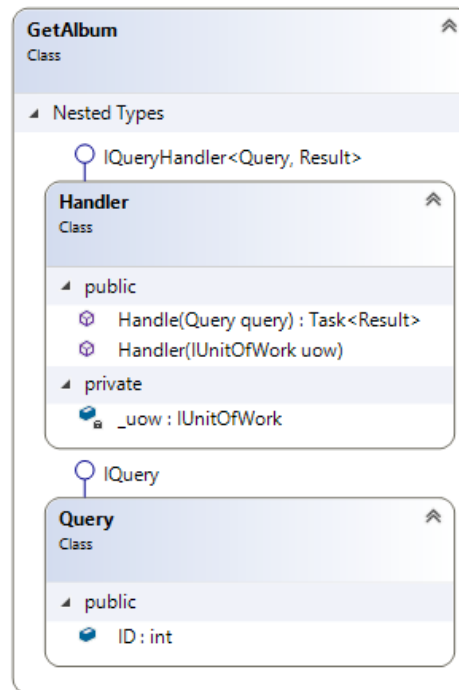 GetAlbum
Class
Nested Types
IQueryHandler<Query, Result>
Handler
Class
public
Handle(Query query) : Task<Result>
Handler(IUnitOfWork uow)
private
_uow : IUnitOfWork
IQuery
Query
Class
public
ID : int